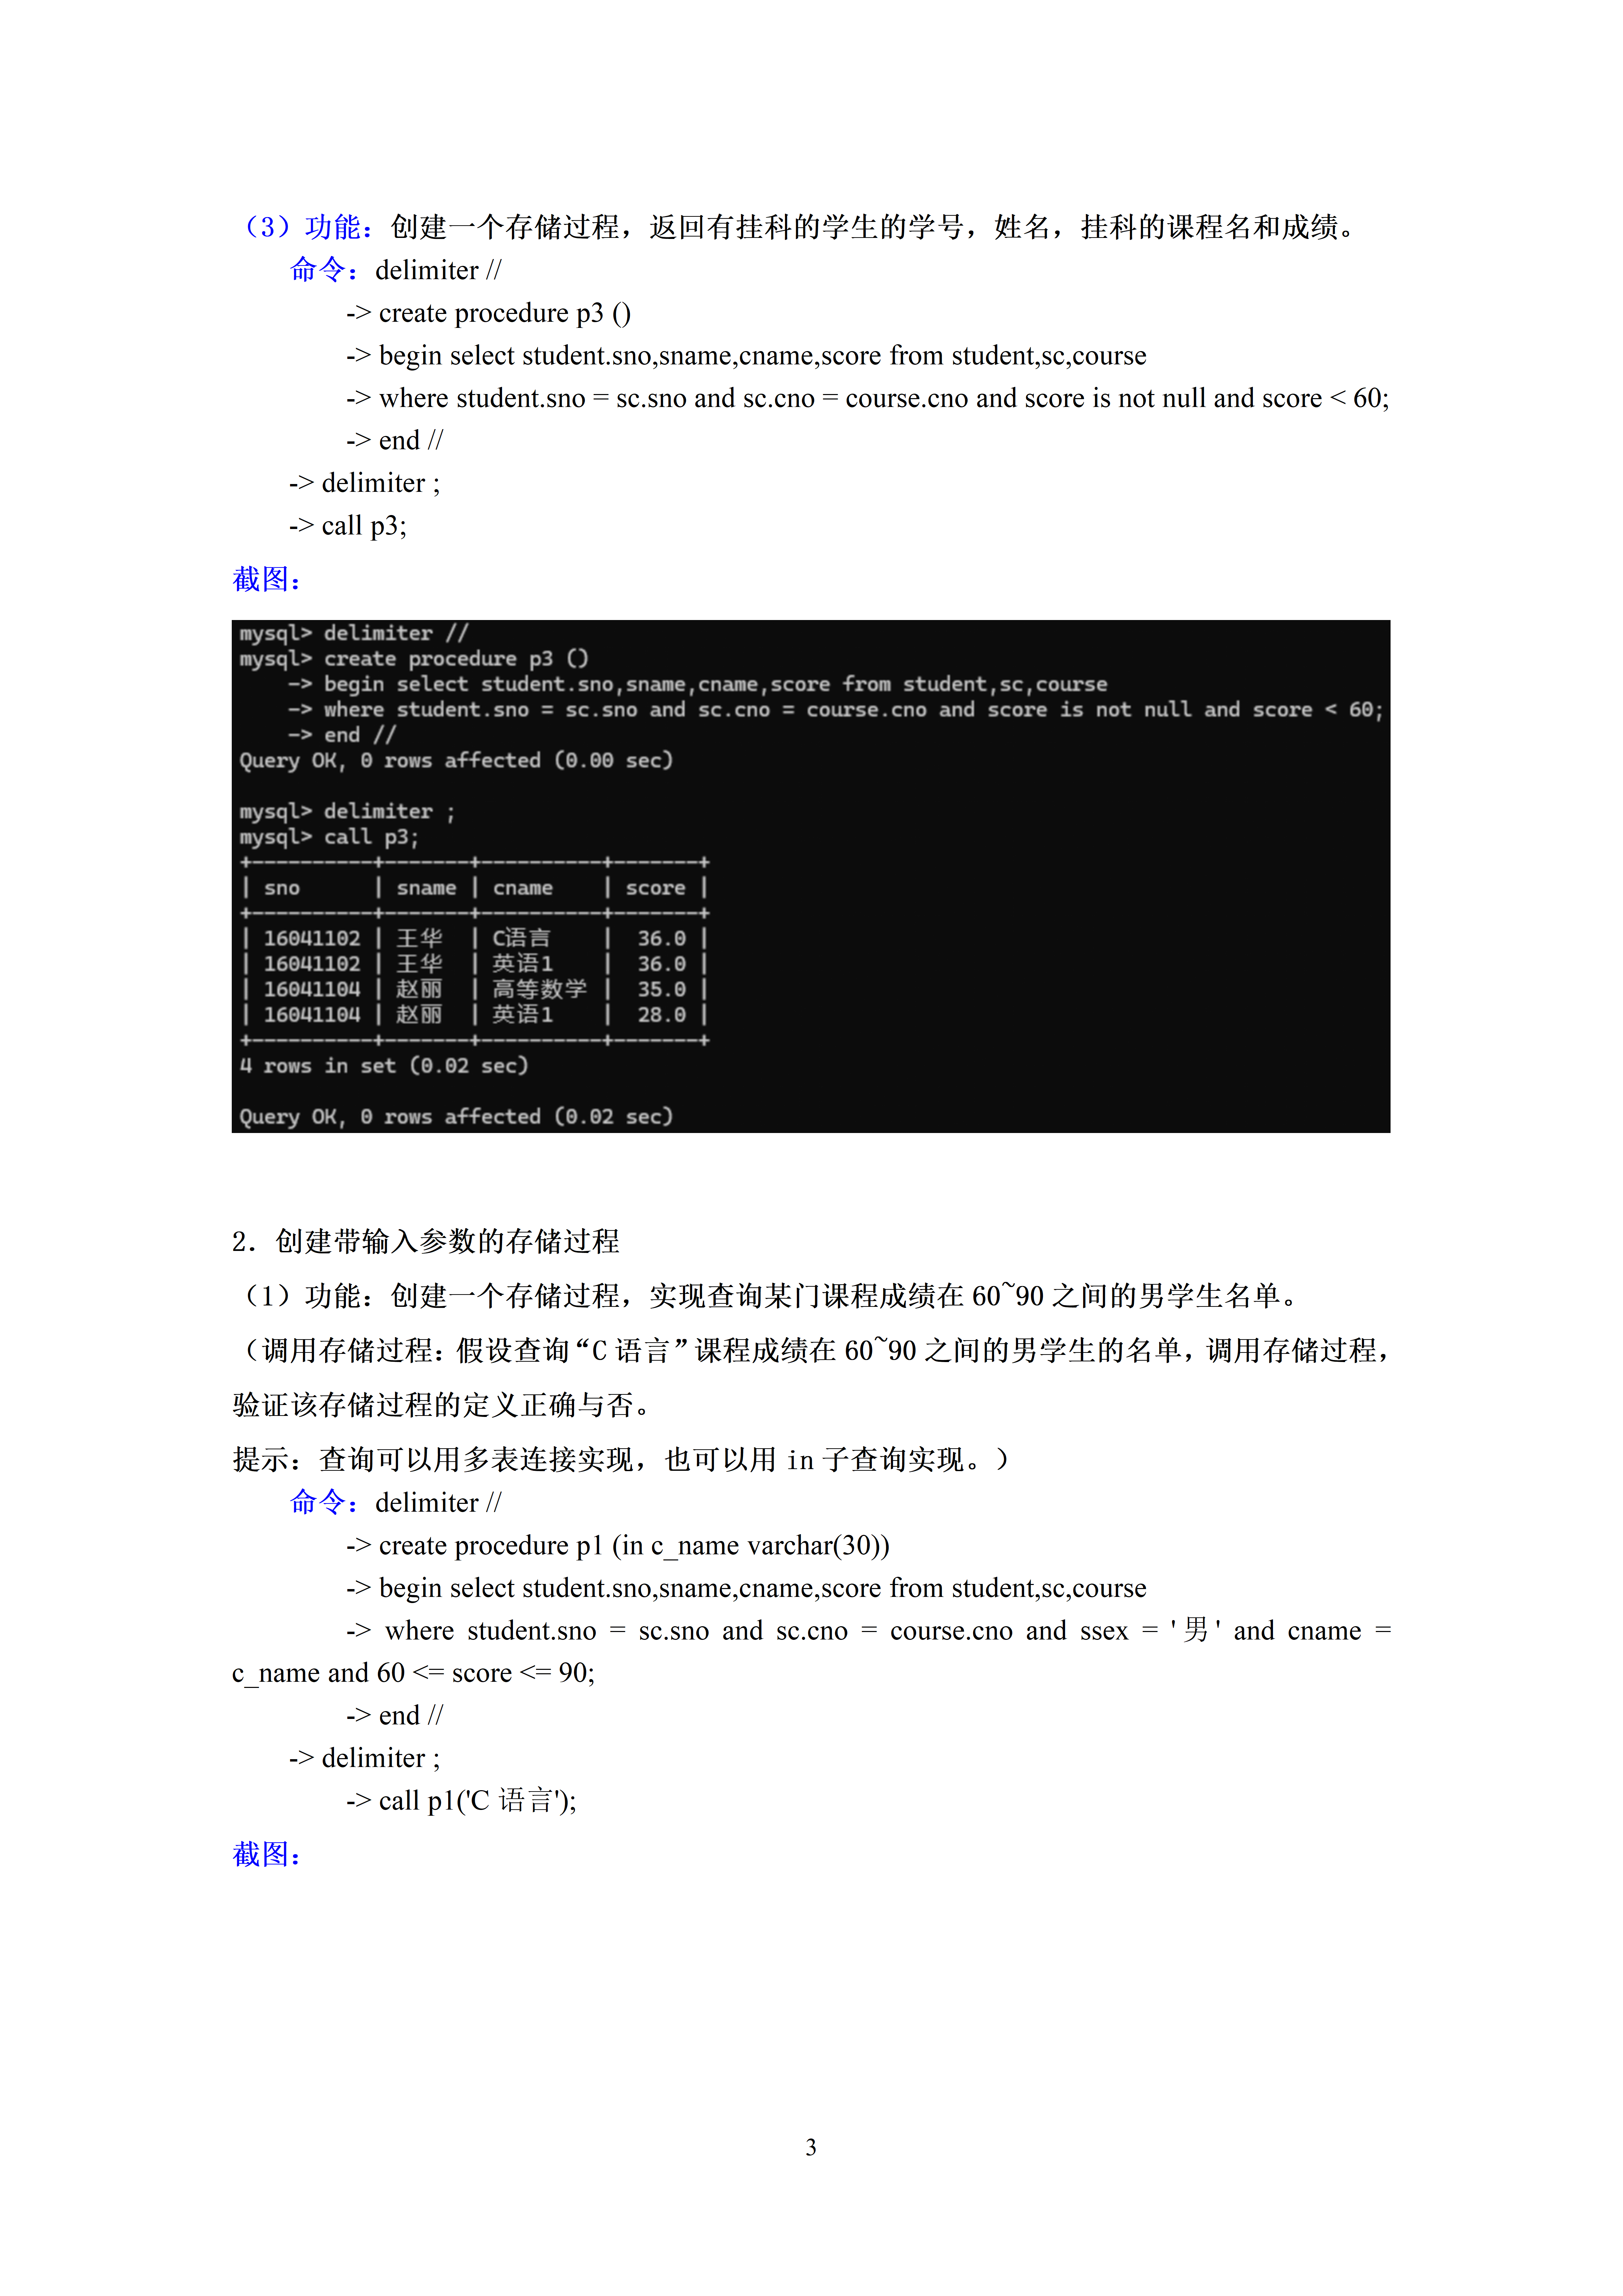 （3）功能：创建一个存储过程，返回有挂科的学生的学号，姓名，挂科的课程名和成绩。
命令：delimiter //
-> create procedure p3 ()
-> begin select student.sno,sname,cname,score from student,sc,course
-> where student.sno = sc.sno and sc.cno = course.cno and score is not null and score < 60;
-> end //
-> delimiter ;
-> call p3;
截图：
mysql> delimiter //
mysql> create procedure p3 ()
    -> begin select student.sno,sname,cname,score from student,sc,course
    -> where student.sno = sc.sno and sc.cno = course.cno and score is not null and score < 60;
    -> end //
Query OK, 0 rows affected (0.00 sec)
mysql> delimiter ;
mysql> call p3;
+----------+-------+----------+-------+
| sno      | sname | cname    | score |
+----------+-------+----------+-------+
| 16041102 | 王华  | C语言    |  36.0 |
| 16041102 | 王华  | 英语1    |  36.0 |
| 16041104 | 赵丽  | 高等数学 |  35.0 |
| 16041104 | 赵丽  | 英语1    |  28.0 |
+----------+-------+----------+-------+
4 rows in set (0.02 sec)
Query OK, 0 rows affected (0.02 sec)
2．创建带输入参数的存储过程
（1）功能：创建一个存储过程，实现查询某门课程成绩在 60~90 之间的男学生名单。
（调用存储过程：假设查询“C 语言”课程成绩在 60~90 之间的男学生的名单，调用存储过程，
验证该存储过程的定义正确与否。
提示：查询可以用多表连接实现，也可以用 in 子查询实现。）
命令：delimiter //
-> create procedure p1 (in c_name varchar(30))
-> begin select student.sno,sname,cname,score from student,sc,course
-> where student.sno = sc.sno and sc.cno = course.cno and ssex = '男' and cname =
c_name and 60 <= score <= 90;
-> end //
-> delimiter ;
-> call p1('C 语言');
截图：
3